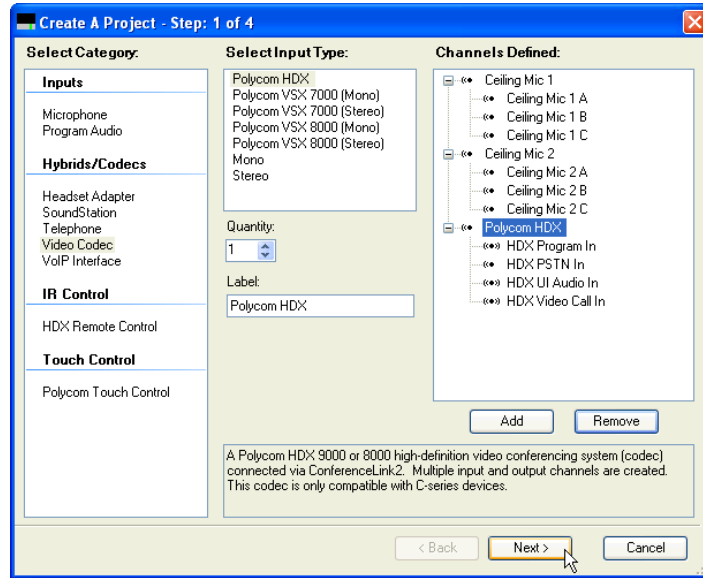 Create A Project - Step: 1 of 4
Select Category:
Inputs
Microphone
Program Audio
Hybrids/Codecs
Headset Adapter
SoundStation
Telephone
Video Codec
VoIP Interface
IR Control
HDX Remote Control
Touch Control
Polycom Touch Control
Select Input Type:
Polycom HDX
Polycom VSX 7000 (Mono)
Polycom VSX 7000 (Stereo)
Polycom VSX 8000 (Mono)
Polycom VSX 8000 (Stereo)
Mono
Stereo
Quantity:
1
Label:
Polycom HDX
Channels Defined:
Ceiling Mic 1
Ceiling Mic 1 A
Ceiling Mic 1 B
Ceiling Mic 1 C
Ceiling Mic 2
Ceiling Mic 2 A
Ceiling Mic 2 B
Ceiling Mic 2 C
Polycom HDX
HDX Program In
HDX PSTN In
HDX UI Audio In
HDX Video Call In
Add
Remove
A Polycom HDX 9000 or 8000 high-definition video conferencing system (codec)
connected via ConferenceLink2. Multiple input and output channels are created.
This codec is only compatible with C-series devices.
< Back
Next >
Cancel